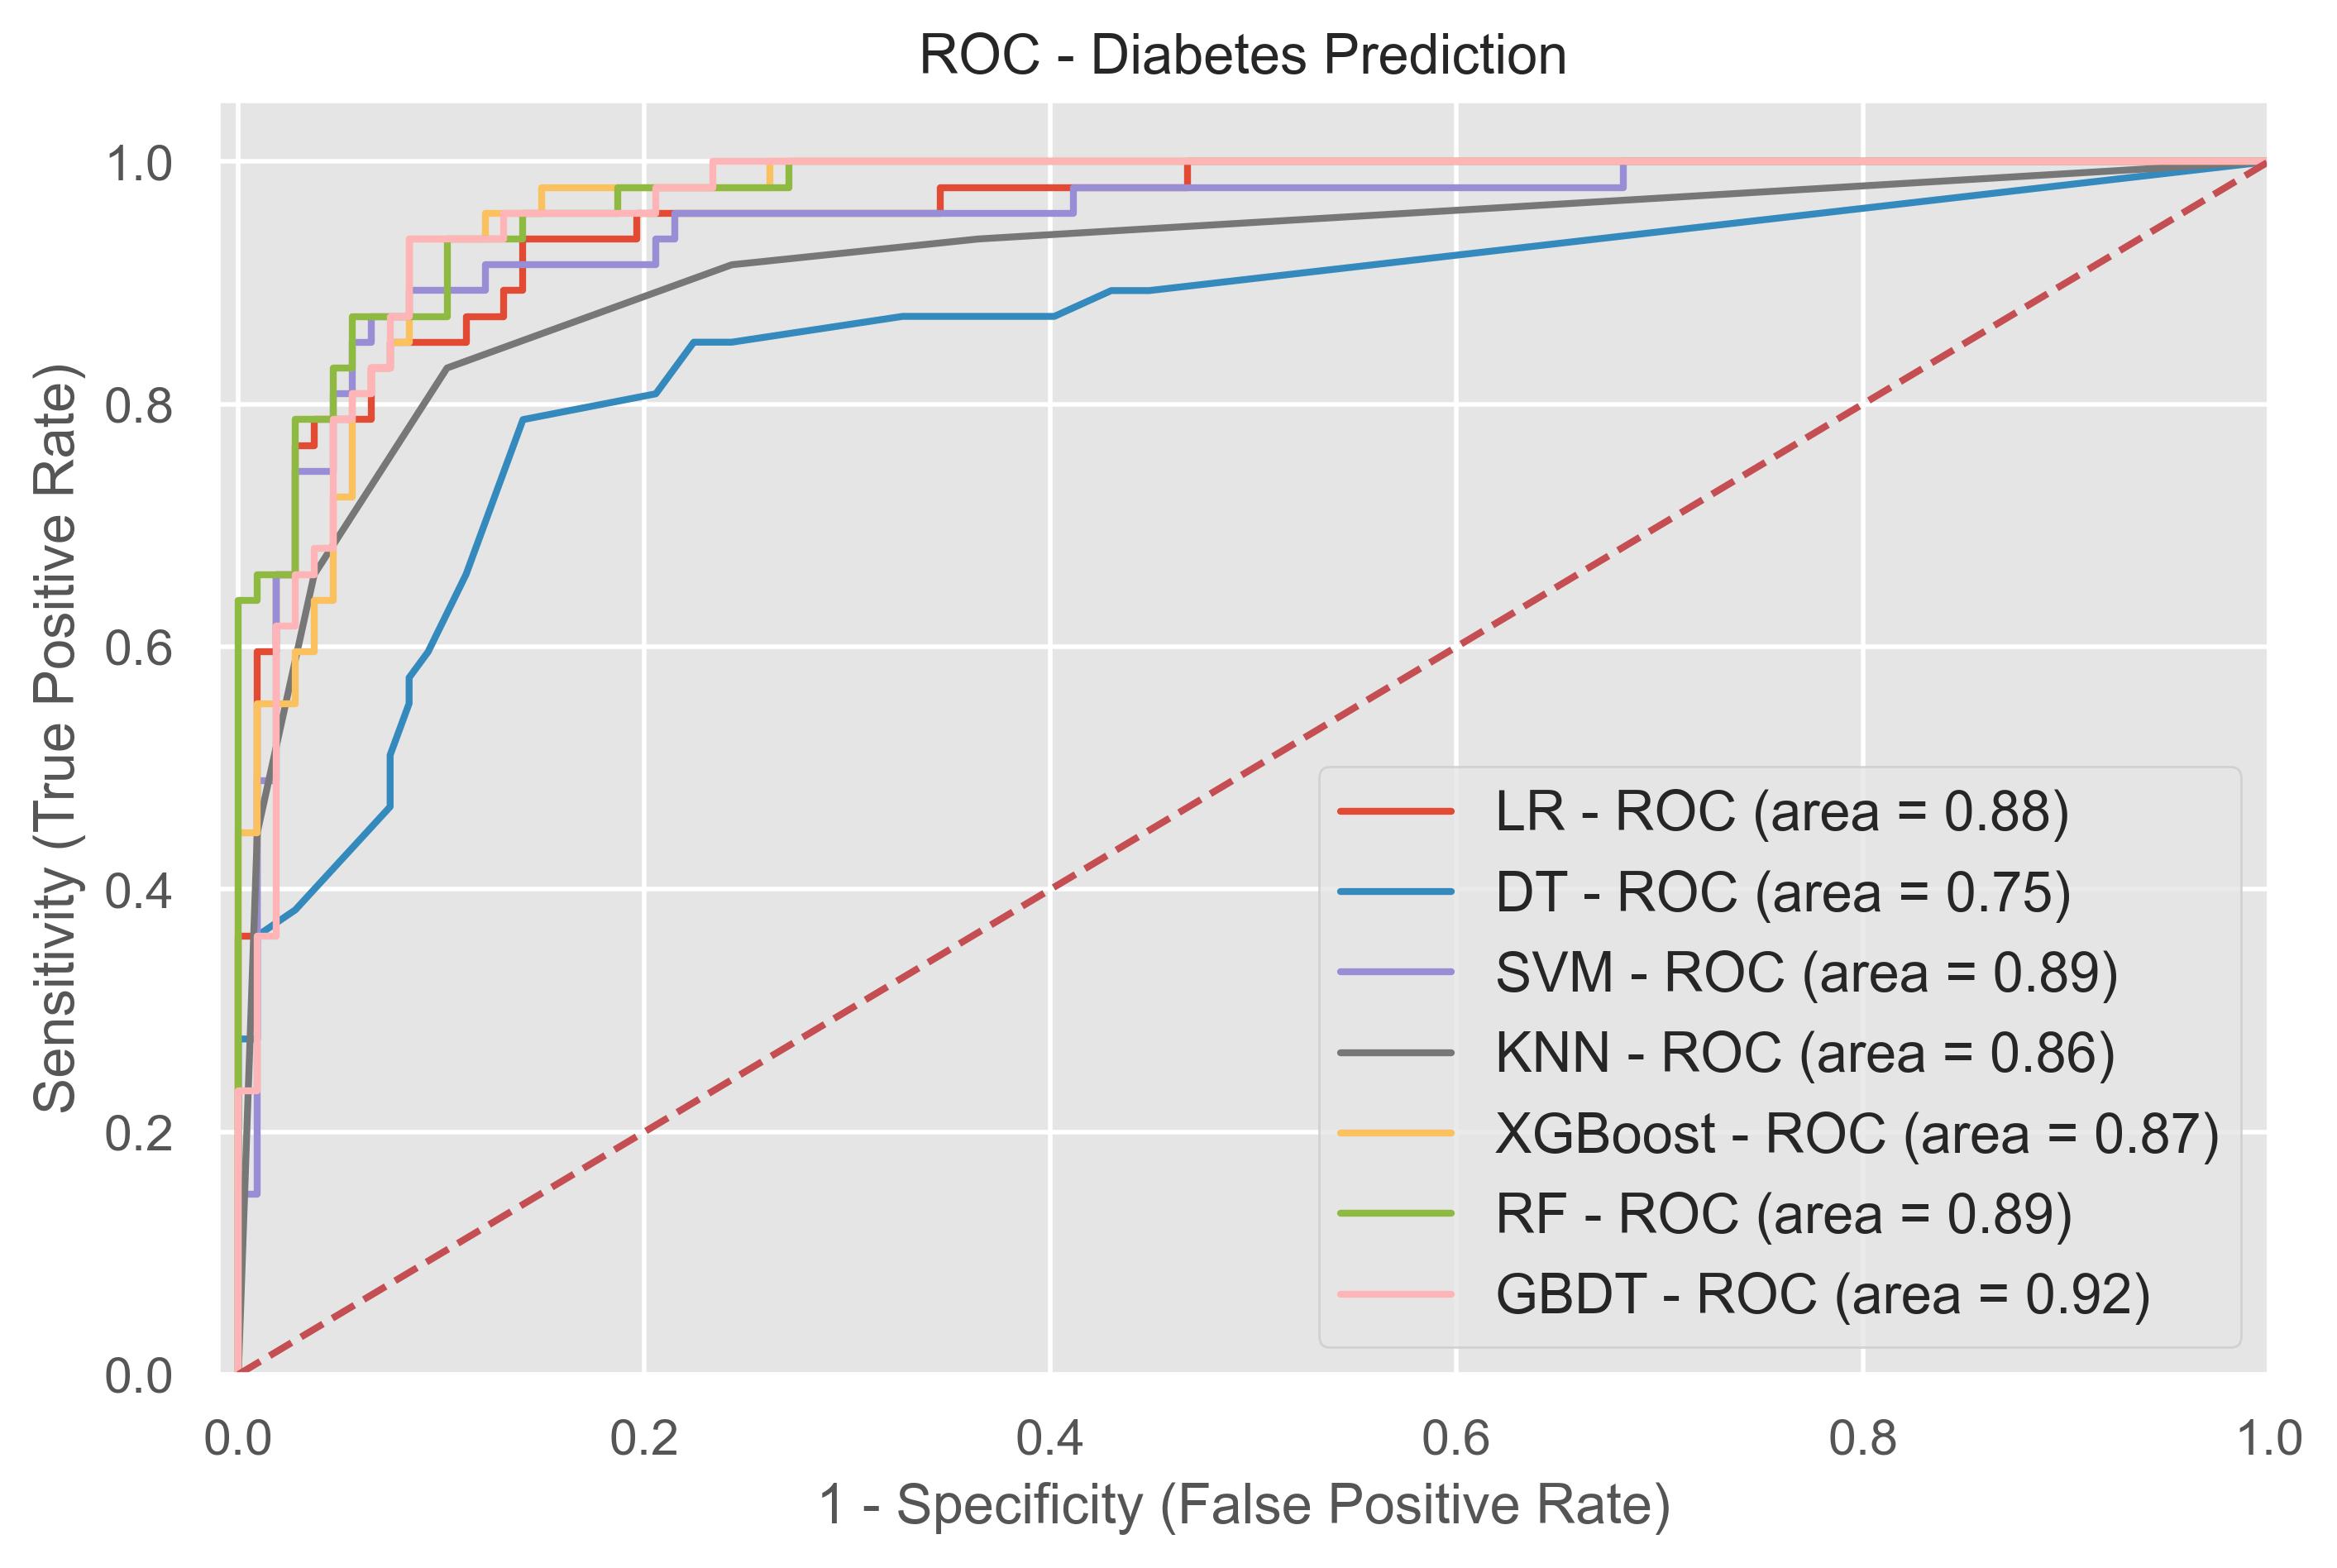 ROC - Diabetes Prediction
1.0
0.8
0.6
0.4
0.2
0.0
Sensitivity (True Positive Rate)
LR - ROC (area = 0.88)
DT - ROC (area = 0.75)
SVM - ROC (area = 0.89)
KNN - ROC (area = 0.86)
XGBoost - ROC (area = 0.87)
RF - ROC (area = 0.89)
GBDT - ROC (area = 0.92)
0.0 0.2 0.4 0.6 0.8 1.0
1 - Specificity (False Positive Rate)